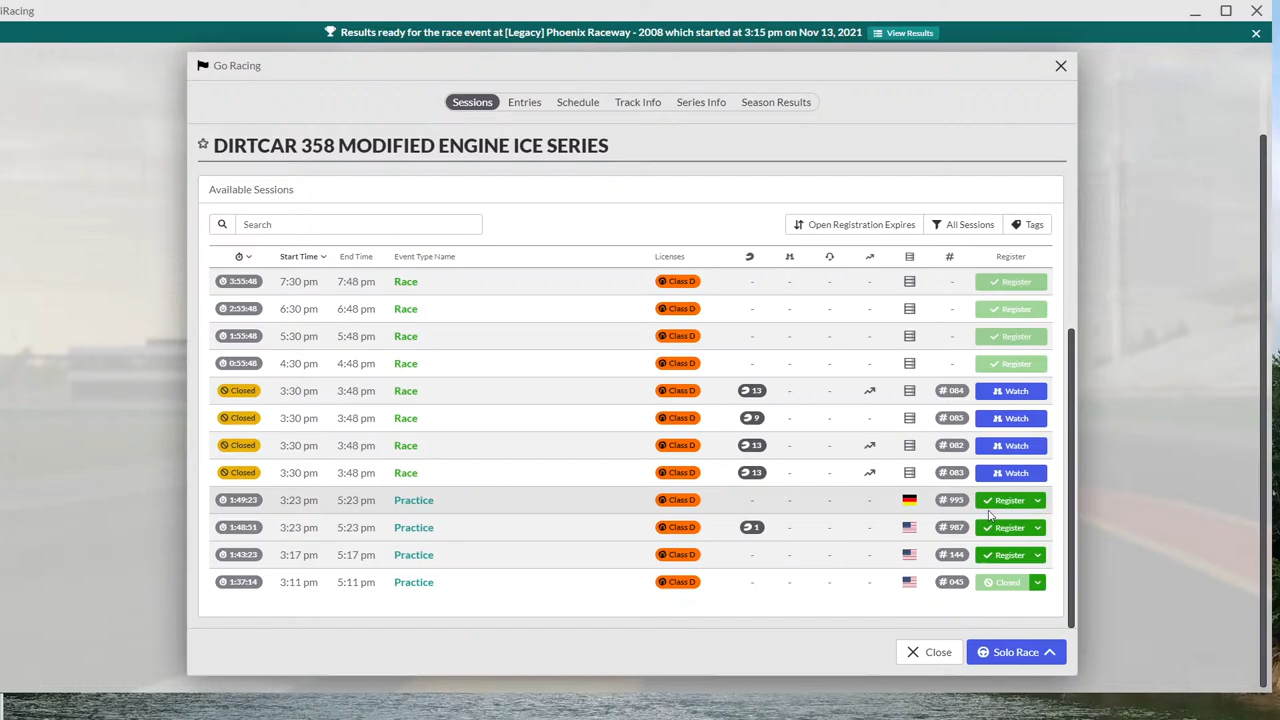 iRacing
Results ready for the race event at [Legacy] Phoenix Raceway - 2008 which started at 3:15 pm on Nov 13, 2021 View Results
Go Racing
Sessions Entries Schedule Track Info Series Info Season Results
DIRTCAR 358 MODIFIED ENGINE ICE SERIES
Available Sessions
Search Open Registration Expires All Sessions Tags
Start Time End Time Event Type Name Licenses # Register
3:55:48 7:30 pm 7:48 pm Race Class D - - - - - Register
2:55:48 6:30 pm 6:48 pm Race Class D - - - - - Register
1:55:48 5:30 pm 5:48 pm Race Class D - - - - - Register
0:55:48 4:30 pm 4:48 pm Race Class D - - - - - Register
Closed 3:30 pm 3:48 pm Race Class D 13 - - # 084 Watch
Closed 3:30 pm 3:48 pm Race Class D 9 - - - # 085 Watch
Closed 3:30 pm 3:48 pm Race Class D 13 - - # 082 Watch
Closed 3:30 pm 3:48 pm Race Class D 13 - - # 083 Watch
1:49:23 3:23 pm 5:23 pm Practice Class D - - - - # 995 Register
1:48:51 3:23 pm 5:23 pm Practice Class D 1 - - - # 987 Register
1:43:23 3:17 pm 5:17 pm Practice Class D - - - - # 144 Register
1:37:14 3:11 pm 5:11 pm Practice Class D - - - - # 045 Closed
Close Solo Race